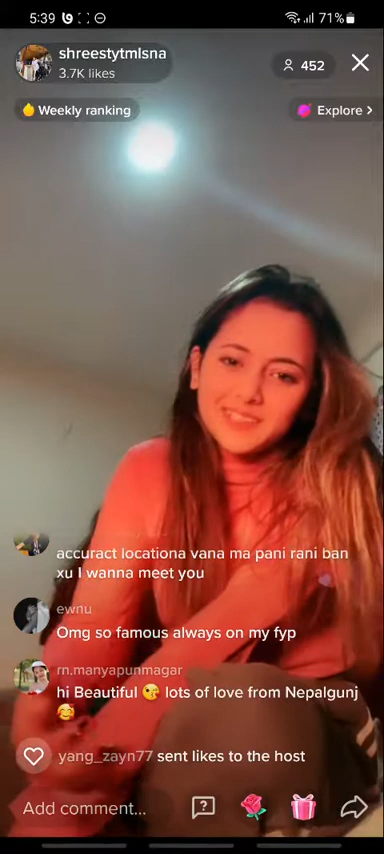 5:39
71%
shreestytmlsna
3.7K likes
452
Weekly ranking
Explore >
accuract locationa vana ma pani rani ban
xu I wanna meet you
ewnu
Omg so famous always on my fyp
rn.manyapunmagar
hi Beautiful 😘 lots of love from Nepalgunj
🥰
yang_zayn77 sent likes to the host
Add comment...